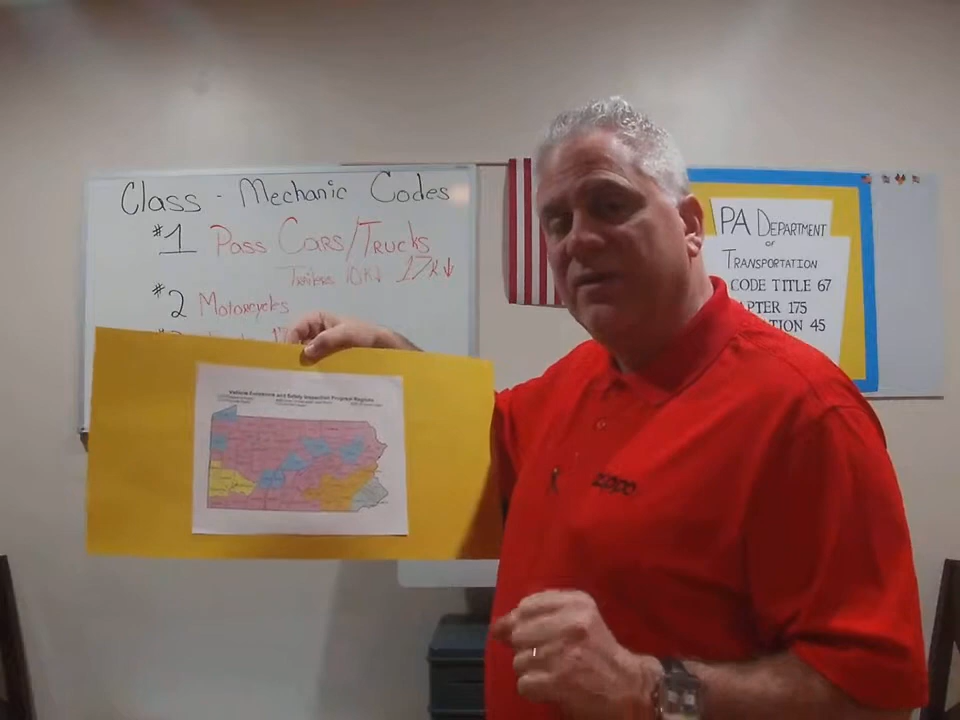 Class - Mechanic Codes
#1 Pass Cars/Trucks
Trailers 10K↓ 17K↓
#2 Motorcycles
PA DEPARTMENT
OF
TRANSPORTATION
CODE TITLE 67
APTER 175
TION 45
Vehicle Emissions and Safety Inspection Program Regions
zippo